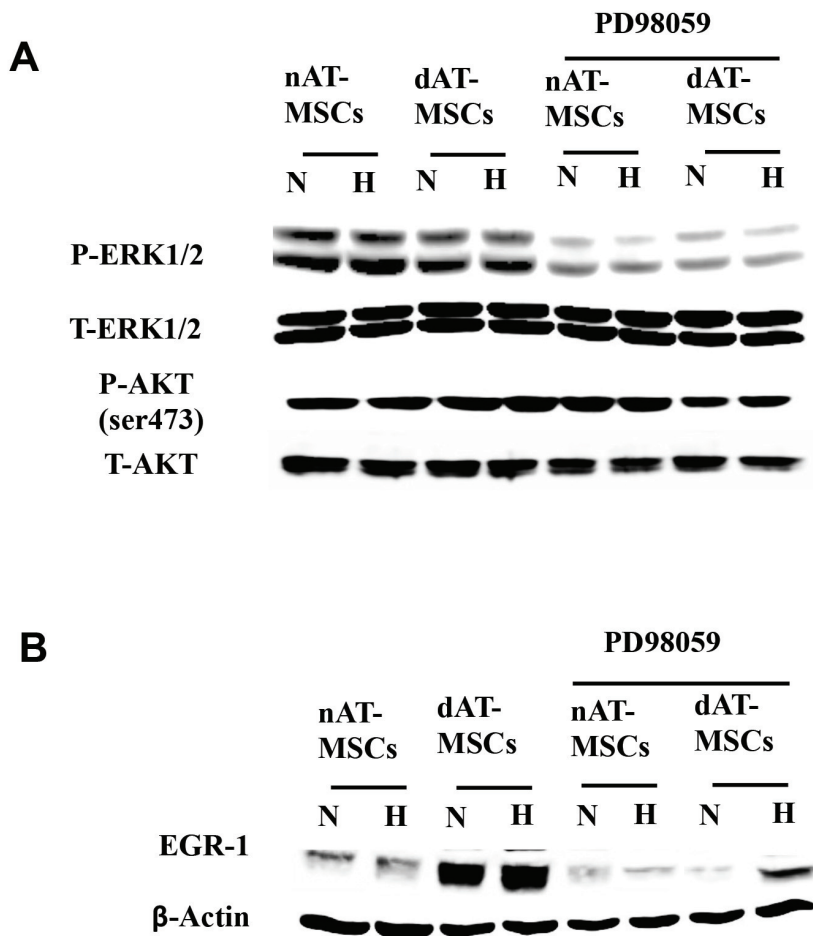 A
PD98059
nAT-
MSCs
dAT-
MSCs
nAT-
MSCs
dAT-
MSCs
N H N H N H N H
P-ERK1/2
T-ERK1/2
P-AKT
(ser473)
T-AKT
B
PD98059
nAT-
MSCs
dAT-
MSCs
nAT-
MSCs
dAT-
MSCs
N H N H N H N H
EGR-1
β-Actin